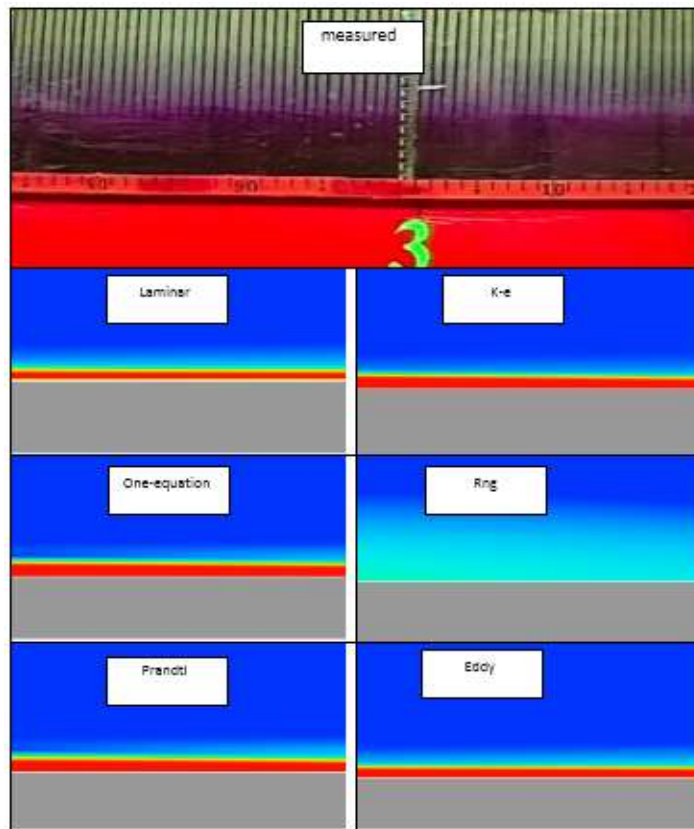 measured
3
Laminar
K-e
One-equation
Rng
Prandtl
Eddy